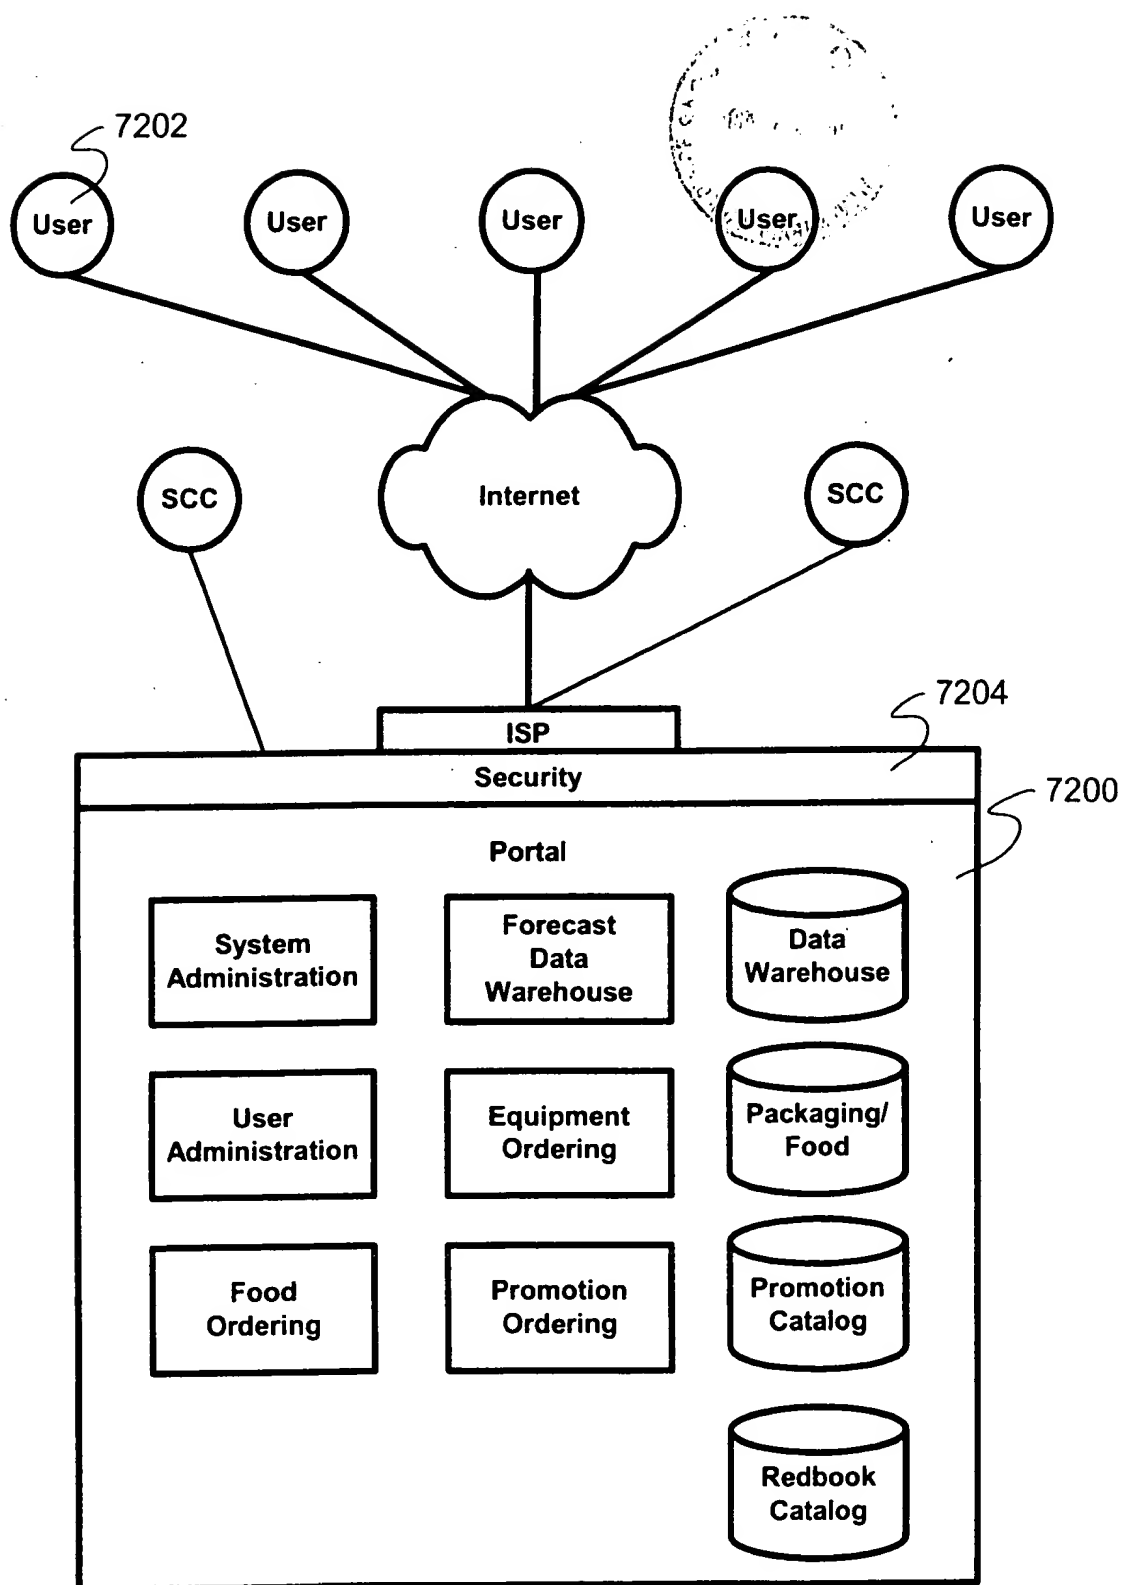 7202
User
User
User
User
User
SCC
Internet
SCC
7204
ISP
Security
7200
Portal
System
Administration
Forecast
Data
Warehouse
Data
Warehouse
User
Administration
Equipment
Ordering
Packaging/
Food
Food
Ordering
Promotion
Ordering
Promotion
Catalog
Redbook
Catalog